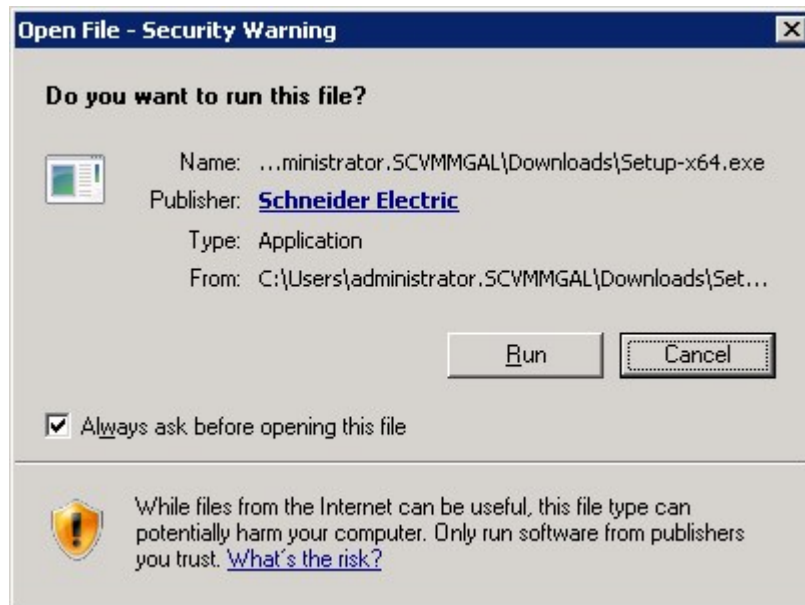 Open File - Security Warning
Do you want to run this file?
Name: ...ministrator.SCVMMGAL\Downloads\Setup-x64.exe
Publisher: Schneider Electric
Type: Application
From: C:\Users\administrator.SCVMMGAL\Downloads\Set...
Run Cancel
Always ask before opening this file
While files from the Internet can be useful, this file type can
potentially harm your computer. Only run software from publishers
you trust. What's the risk?